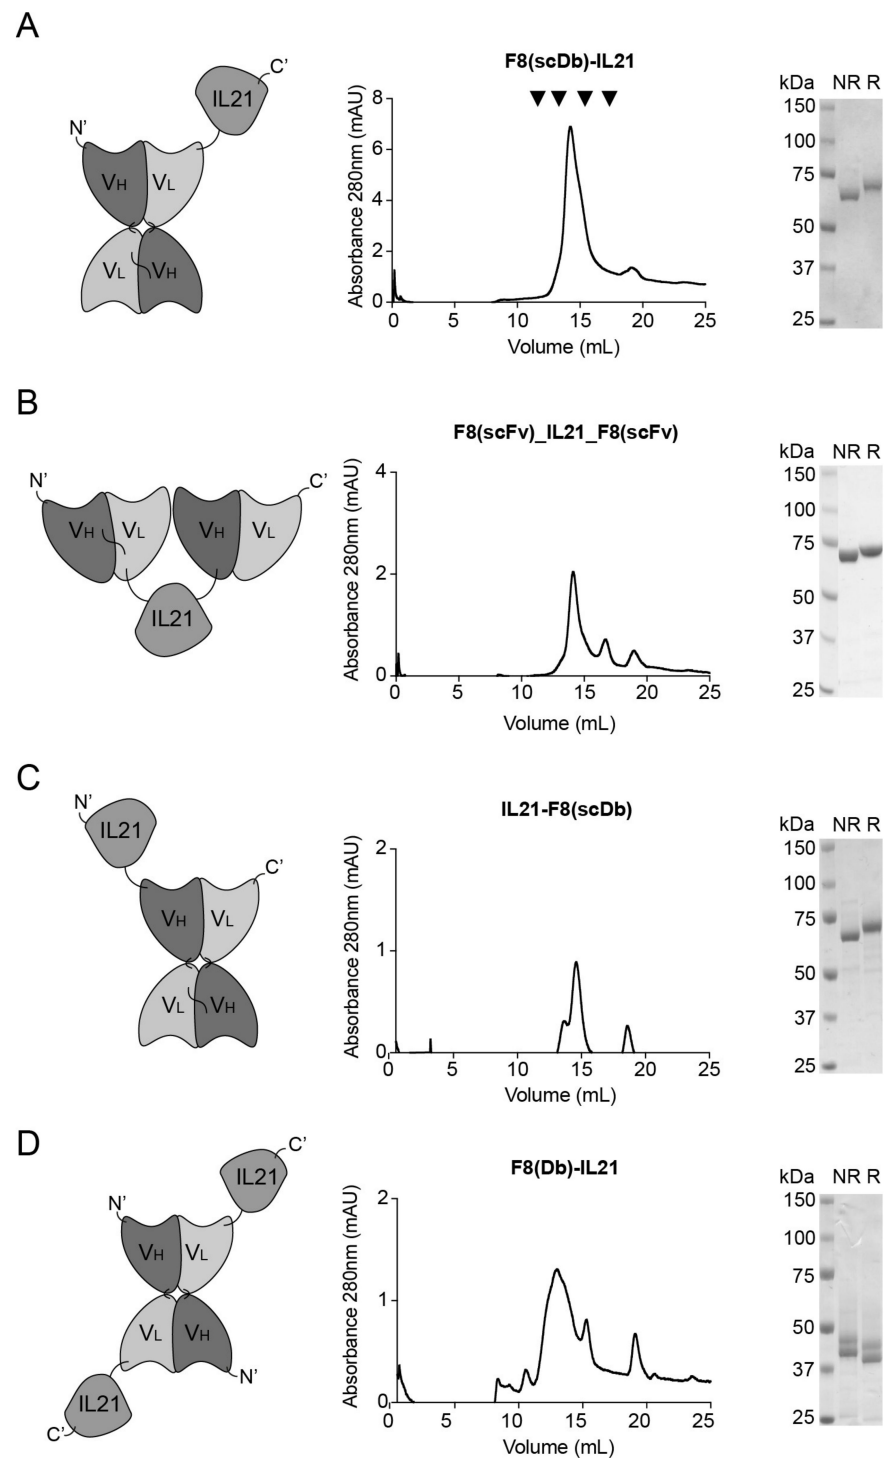 A
N'
C'
IL21
VH VL
VL VH
F8(scDb)-IL21
Absorbance 280nm (mAU)
8
6
4
2
0
0 5 10 15 20 25
Volume (mL)
kDa NR R
150
100
75
50
37
25
B
N'
C'
VH VL VH VL
IL21
F8(scFv)_IL21_F8(scFv)
Absorbance 280nm (mAU)
4
2
0
0 5 10 15 20 25
Volume (mL)
kDa NR R
150
100
75
50
37
25
C
N'
IL21
C'
VH VL
VL VH
IL21-F8(scDb)
Absorbance 280nm (mAU)
2
1
0
0 5 10 15 20 25
Volume (mL)
kDa NR R
150
100
75
50
37
25
D
C'
IL21
N'
VH VL
VL VH
N'
IL21
C'
F8(Db)-IL21
Absorbance 280nm (mAU)
2
1
0
0 5 10 15 20 25
Volume (mL)
kDa NR R
150
100
75
50
37
25